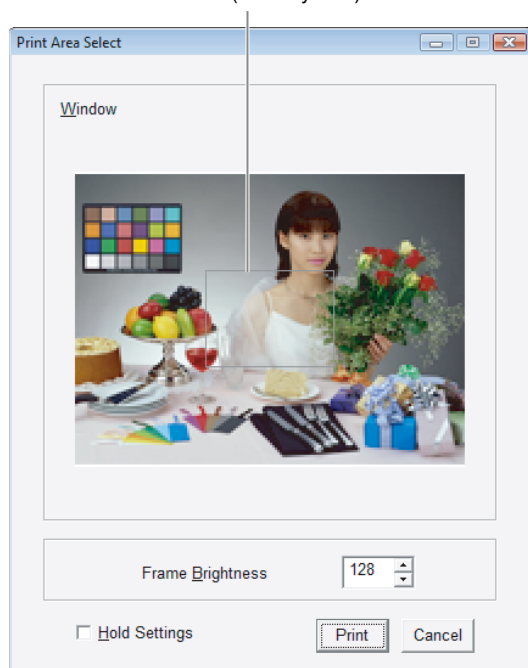 Print Area Select
Window
Frame Brightness
128
Hold Settings
Print
Cancel